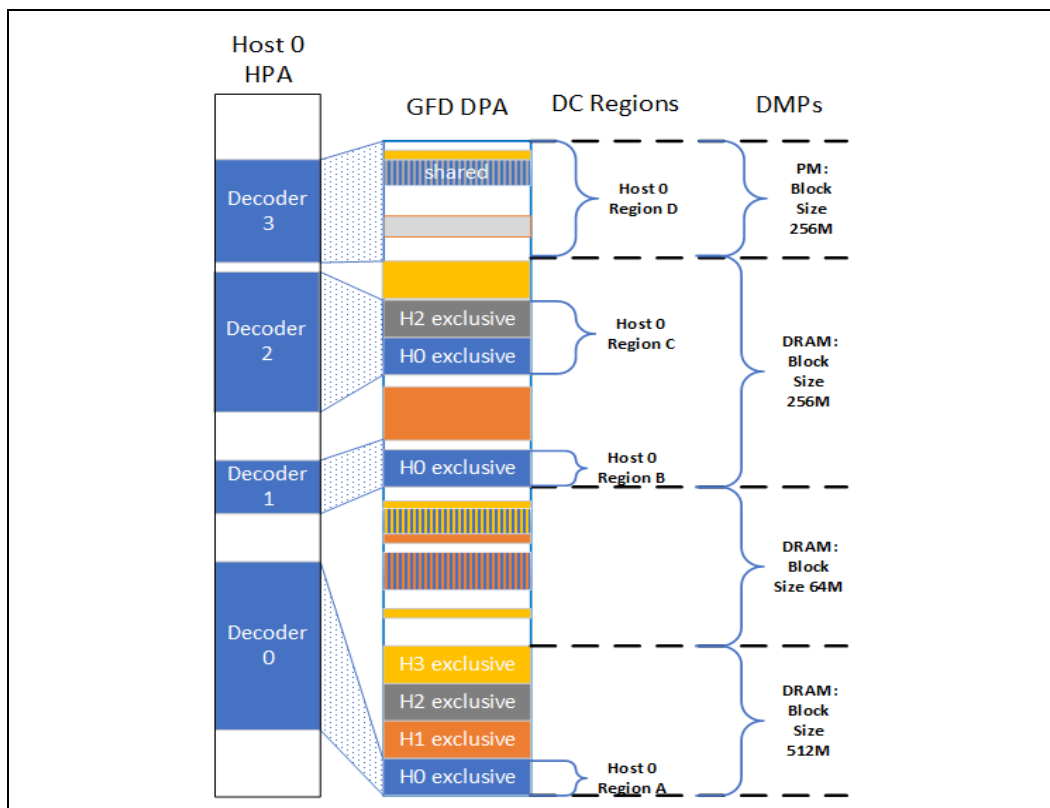 Host 0
HPA
GFD DPA
DC Regions
DMPs
Decoder
3
shared
Host 0
Region D
PM:
Block
Size
256M
Decoder
2
H2 exclusive
H0 exclusive
Host 0
Region C
DRAM:
Block
Size
256M
Decoder
1
H0 exclusive
Host 0
Region B
DRAM:
Block
Size 64M
Decoder
0
H3 exclusive
H2 exclusive
H1 exclusive
H0 exclusive
Host 0
Region A
DRAM:
Block
Size
512M